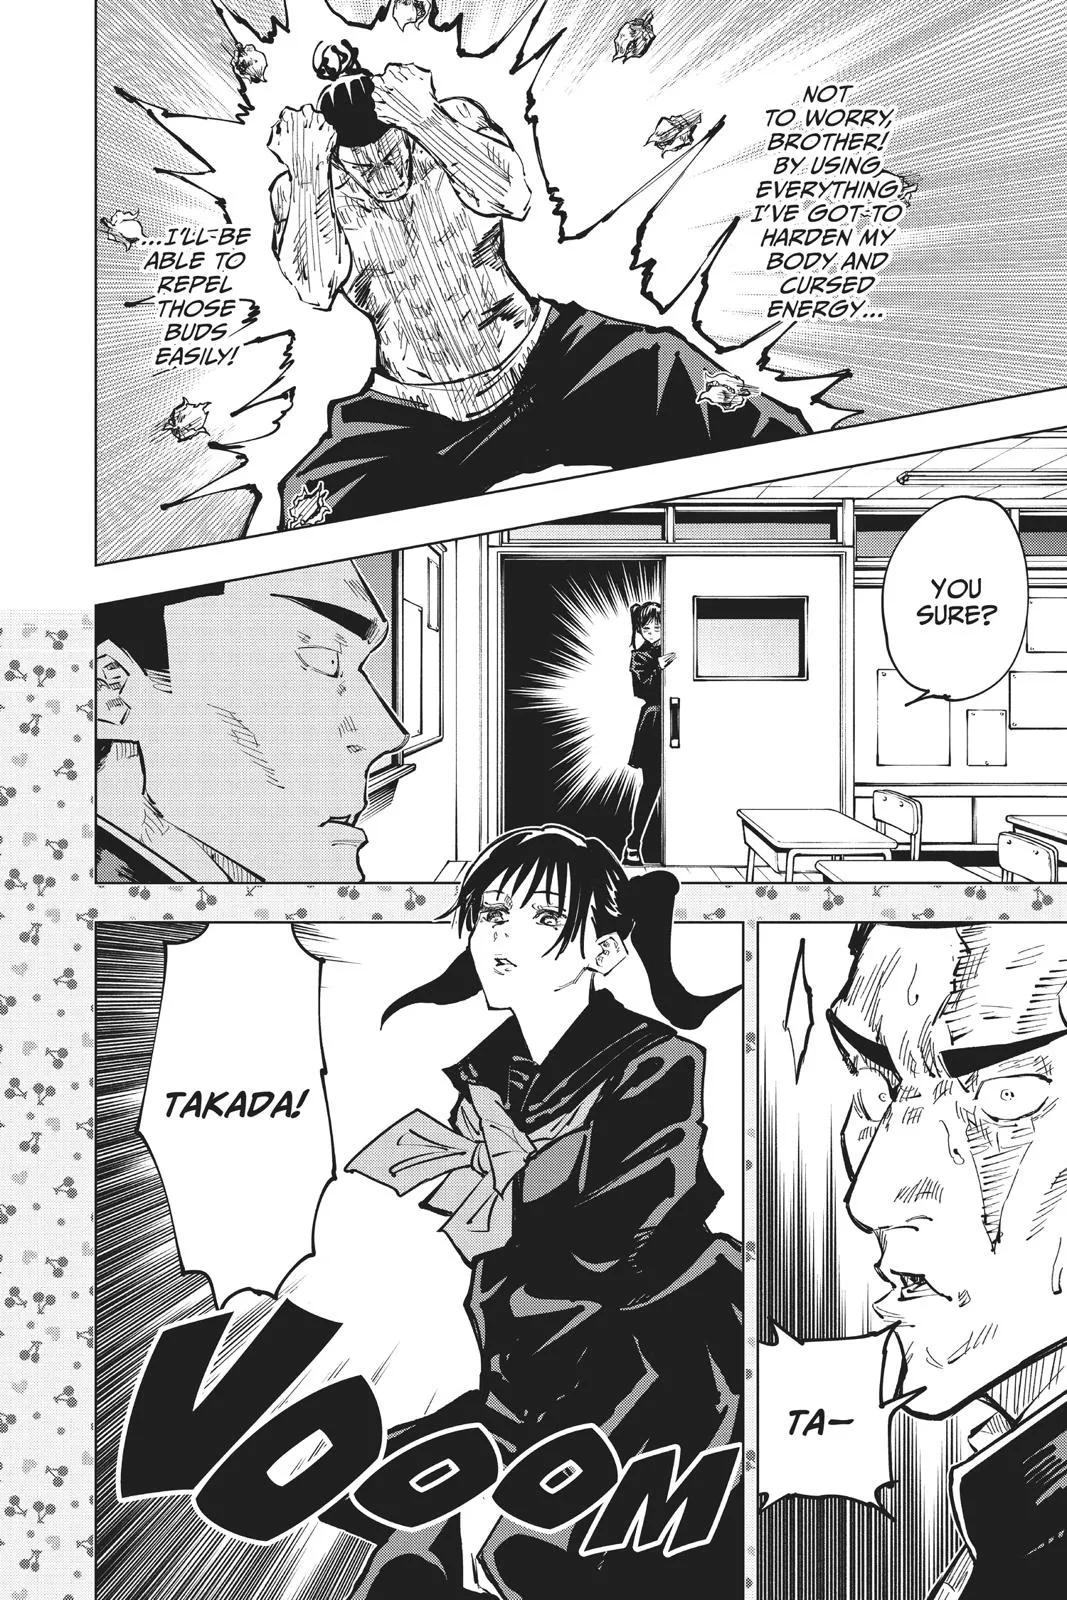 NOT
TO WORRY,
BROTHER!
BY USING
EVERYTHING
I'VE GOT TO
HARDEN MY
BODY AND
CURSED
ENERGY...
...I'LL BE
ABLE TO
REPEL
THOSE
BUDS
EASILY!
YOU
SURE?
TA—
TAKADA!
VOOOM